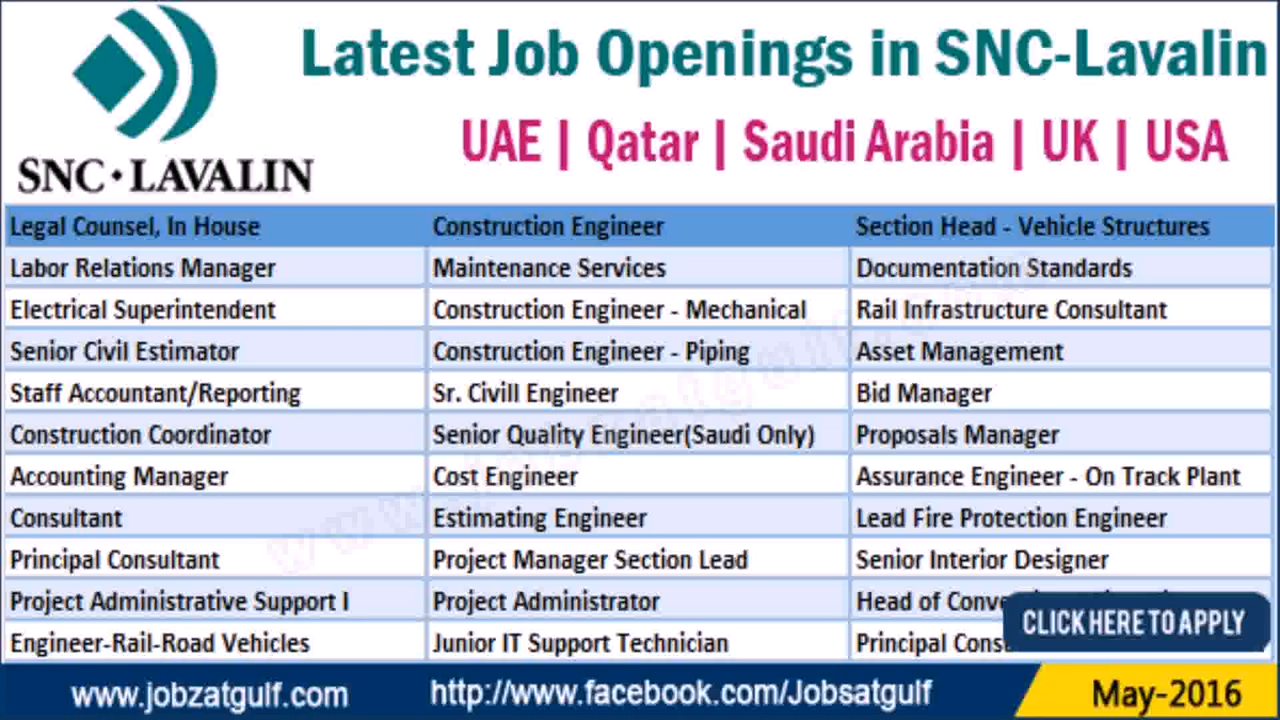 Latest Job Openings in SNC-Lavalin
SNC·LAVALIN
UAE | Qatar | Saudi Arabia | UK | USA
Legal Counsel, In House Construction Engineer Section Head - Vehicle Structures
Labor Relations Manager Maintenance Services Documentation Standards
Electrical Superintendent Construction Engineer - Mechanical Rail Infrastructure Consultant
Senior Civil Estimator Construction Engineer - Piping Asset Management
Staff Accountant/Reporting Sr. Civill Engineer Bid Manager
Construction Coordinator Senior Quality Engineer(Saudi Only) Proposals Manager
Accounting Manager Cost Engineer Assurance Engineer - On Track Plant
Consultant Estimating Engineer Lead Fire Protection Engineer
Principal Consultant Project Manager Section Lead Senior Interior Designer
Project Administrative Support I Project Administrator Head of
Engineer-Rail-Road Vehicles Junior IT Support Technician Principal
CLICK HERE TO APPLY
www.jobzatgulf.com http://www.facebook.com/Jobsatgulf May-2016